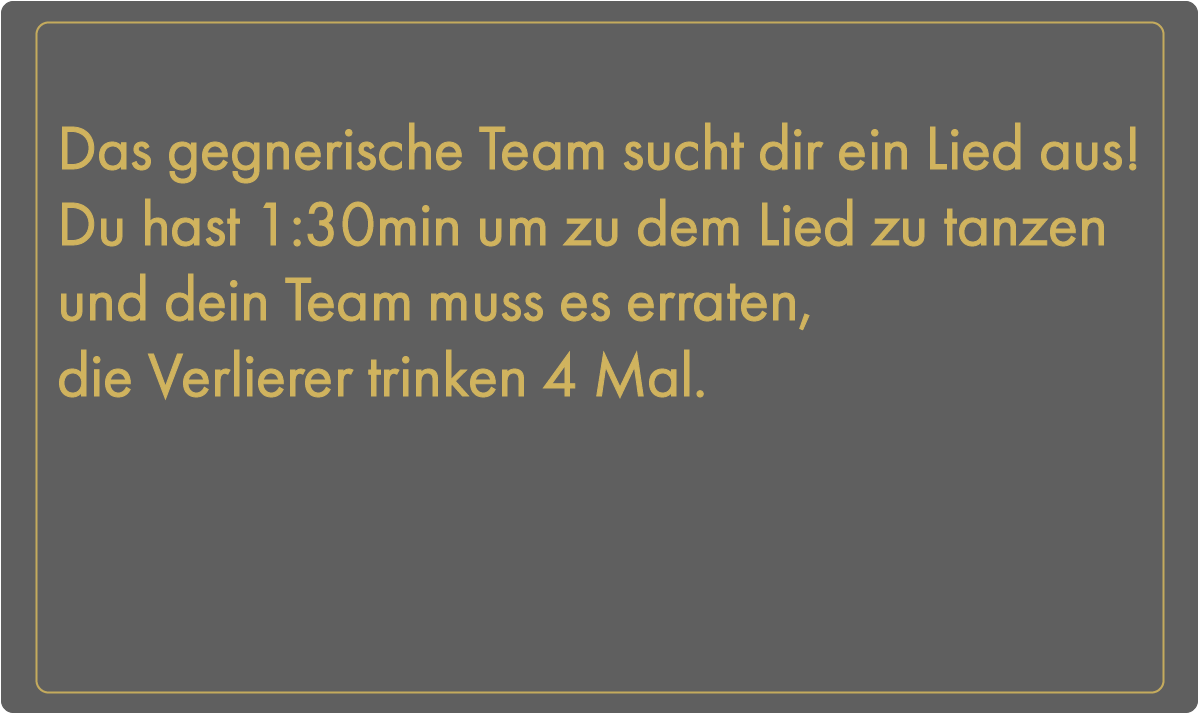 Das gegnerische Team sucht dir ein Lied aus!
Du hast 1:30min um zu dem Lied zu tanzen
und dein Team muss es erraten,
die Verlierer trinken 4 Mal.